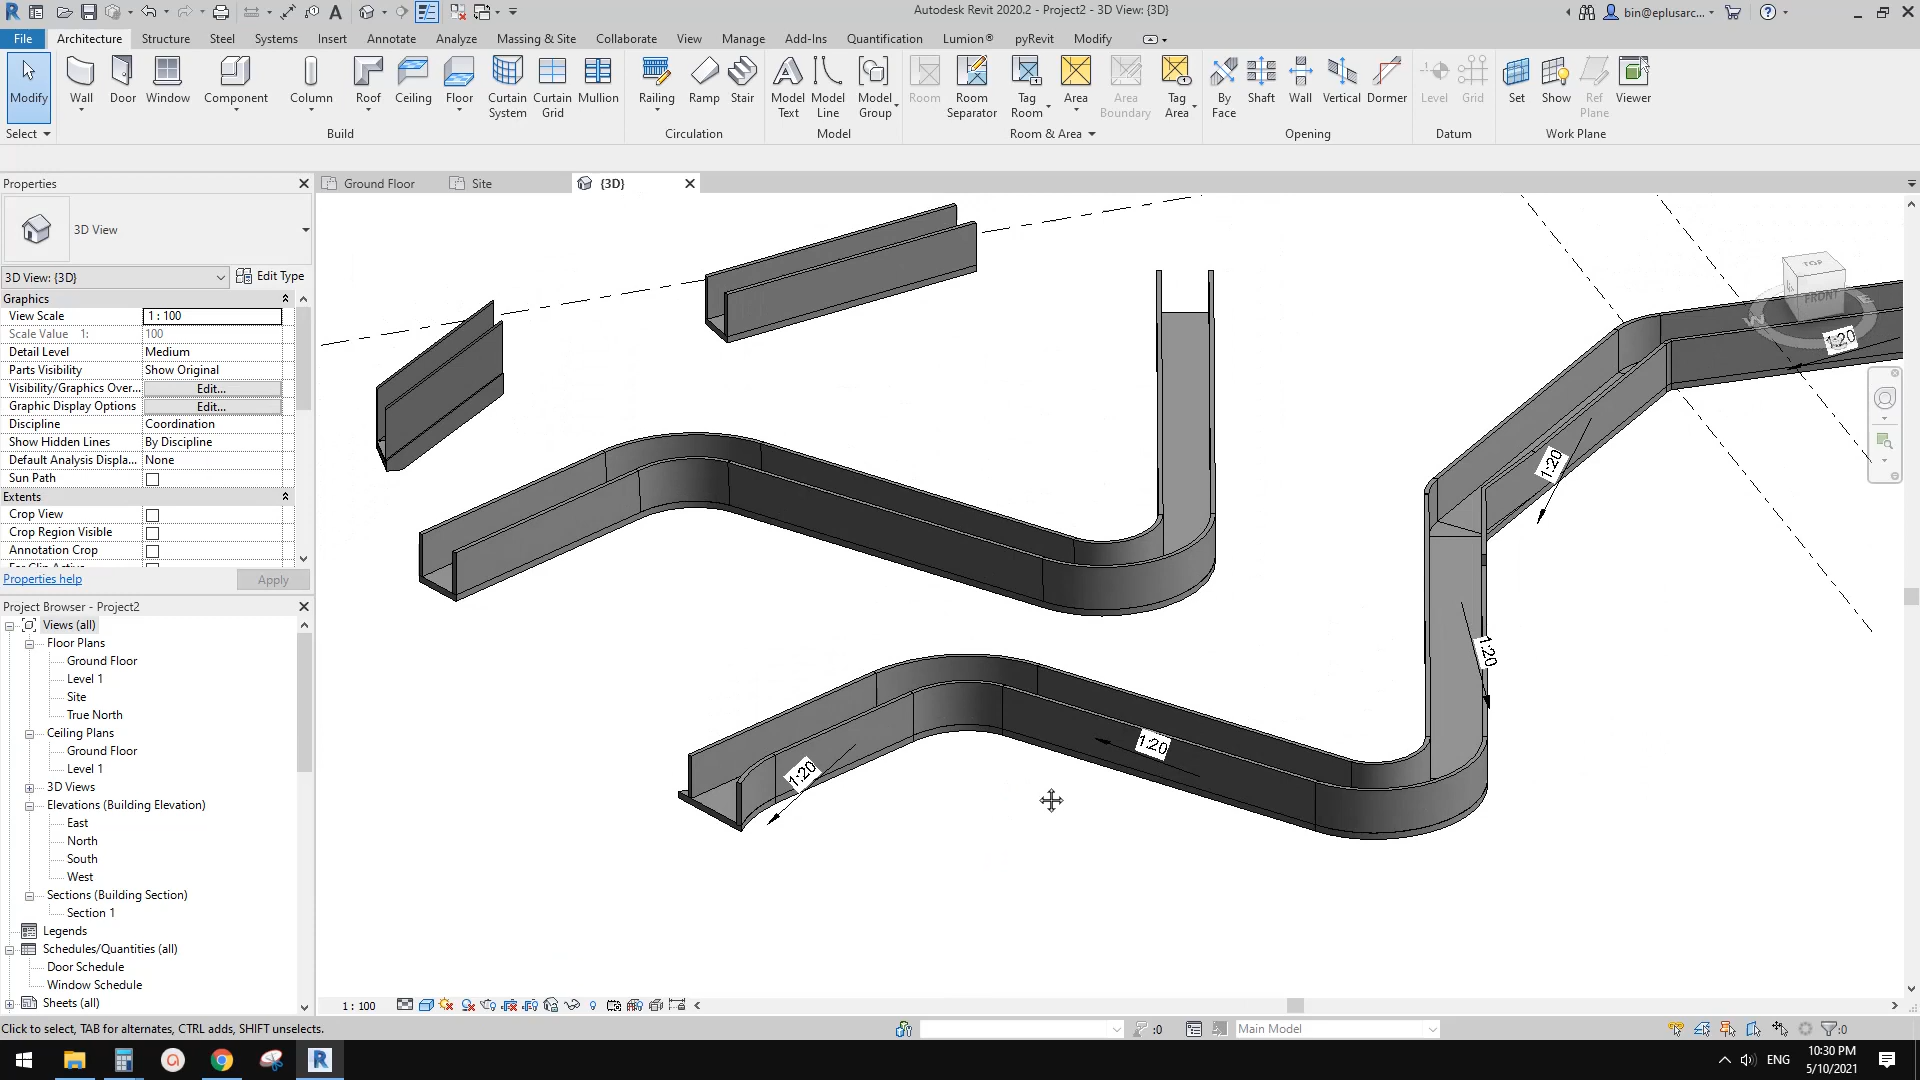 Autodesk Revit 2020.2 - Project2 - 3D View: {3D}
bin@eplusarc...
File Architecture Structure Steel Systems Insert Annotate Analyze Massing & Site Collaborate View Manage Add-Ins Quantification Lumion® pyRevit Modify
Modify Wall Door Window Component Column Roof Ceiling Floor Curtain System Curtain Grid Mullion Railing Ramp Stair Model Text Model Line Model Group Room Room Separator Tag Room Area Area Boundary Tag Area By Face Shaft Wall Vertical Dormer Level Grid Set Show Ref Plane Viewer
Select Build Circulation Model Room & Area Opening Datum Work Plane
Properties
Ground Floor Site {3D}
3D View
3D View: {3D} Edit Type
Graphics
View Scale 1 : 100
Scale Value 1: 100
Detail Level Medium
Parts Visibility Show Original
Visibility/Graphics Over... Edit...
Graphic Display Options Edit...
Discipline Coordination
Show Hidden Lines By Discipline
Default Analysis Displa... None
Sun Path
Extents
Crop View
Crop Region Visible
Annotation Crop
Properties help Apply
TOP
FRONT
W
1:20
1:20
1:20
1:20
1:20
Project Browser - Project2
Views (all)
Floor Plans
Ground Floor
Level 1
Site
True North
Ceiling Plans
Ground Floor
Level 1
3D Views
Elevations (Building Elevation)
East
North
South
West
Sections (Building Section)
Section 1
Legends
Schedules/Quantities (all)
Door Schedule
Window Schedule
Sheets (all)
1 : 100
Click to select, TAB for alternates, CTRL adds, SHIFT unselects.
:0 Main Model :0
ENG
10:30 PM
5/10/2021